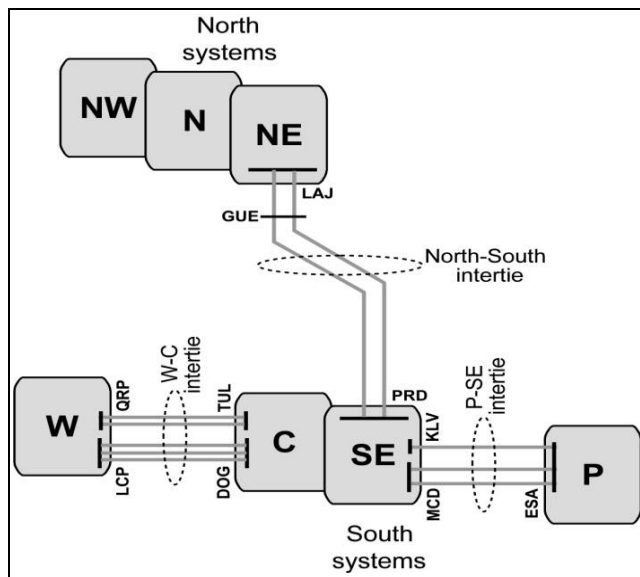 North
systems
NW
N
NE
LAJ
GUE
North-South
intertie
W-C
intertie
P-SE
intertie
QRP
TUL
PRD
KLV
W
C
SE
P
LCP
DOG
MCD
ESA
South
systems